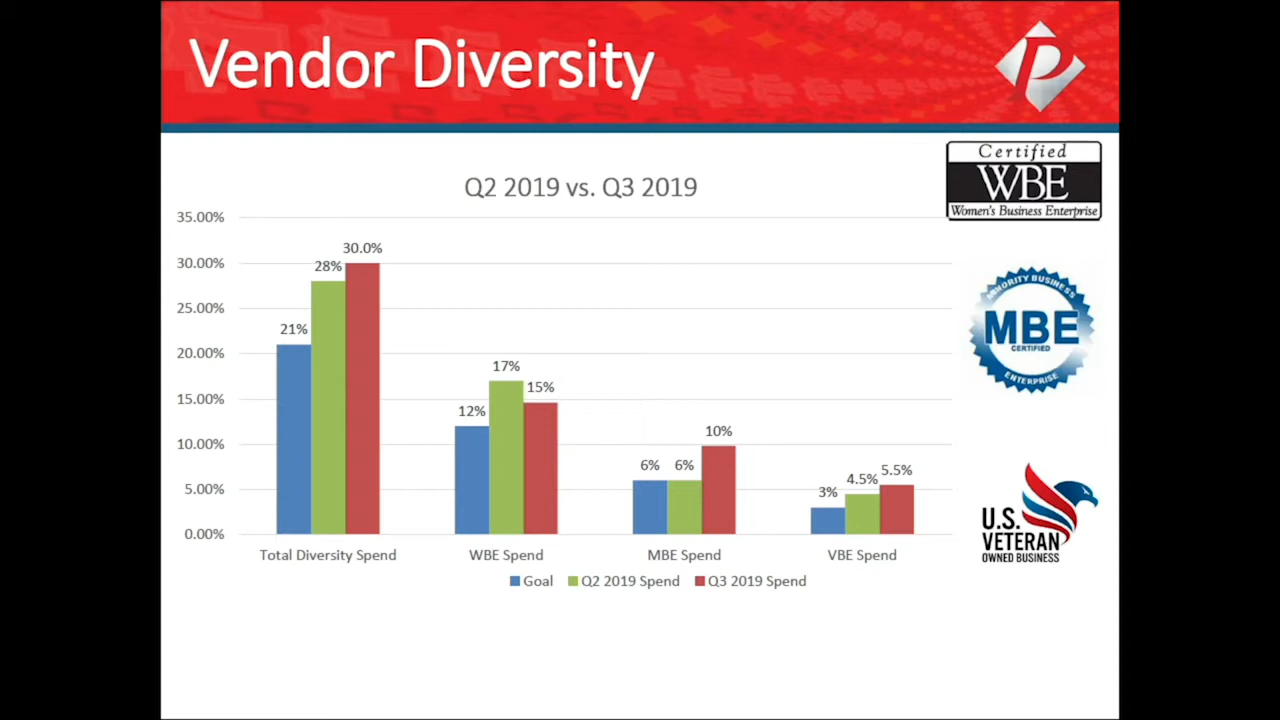 Vendor Diversity
Certified
WBE
Women's Business Enterprise
Q2 2019 vs. Q3 2019
35.00%
30.00%
25.00%
20.00%
15.00%
10.00%
5.00%
0.00%
21%
28%
30.0%
12%
17%
15%
6%
6%
10%
3%
4.5%
5.5%
Total Diversity Spend
WBE Spend
MBE Spend
VBE Spend
Goal
Q2 2019 Spend
Q3 2019 Spend
MINORITY BUSINESS
MBE
CERTIFIED
ENTERPRISE
U.S.
VETERAN
OWNED BUSINESS